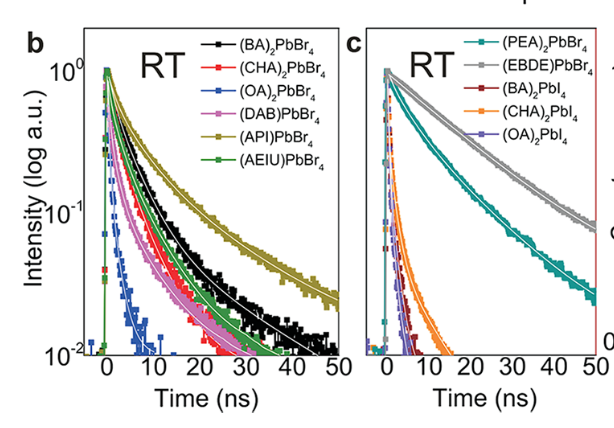 b
RT
(BA)₂PbBr₄
(CHA)₂PbBr₄
(OA)₂PbBr₄
(DAB)PbBr₄
(API)PbBr₄
(AEIU)PbBr₄
Intensity (log a.u.)
10⁰
10⁻¹
10⁻²
0 10 20 30 40 50
Time (ns)
c
RT
(PEA)₂PbBr₄
(EBDE)PbBr₄
(BA)₂PbI₄
(CHA)₂PbI₄
(OA)₂PbI₄
0 10 20 30 40 50
Time (ns)
0